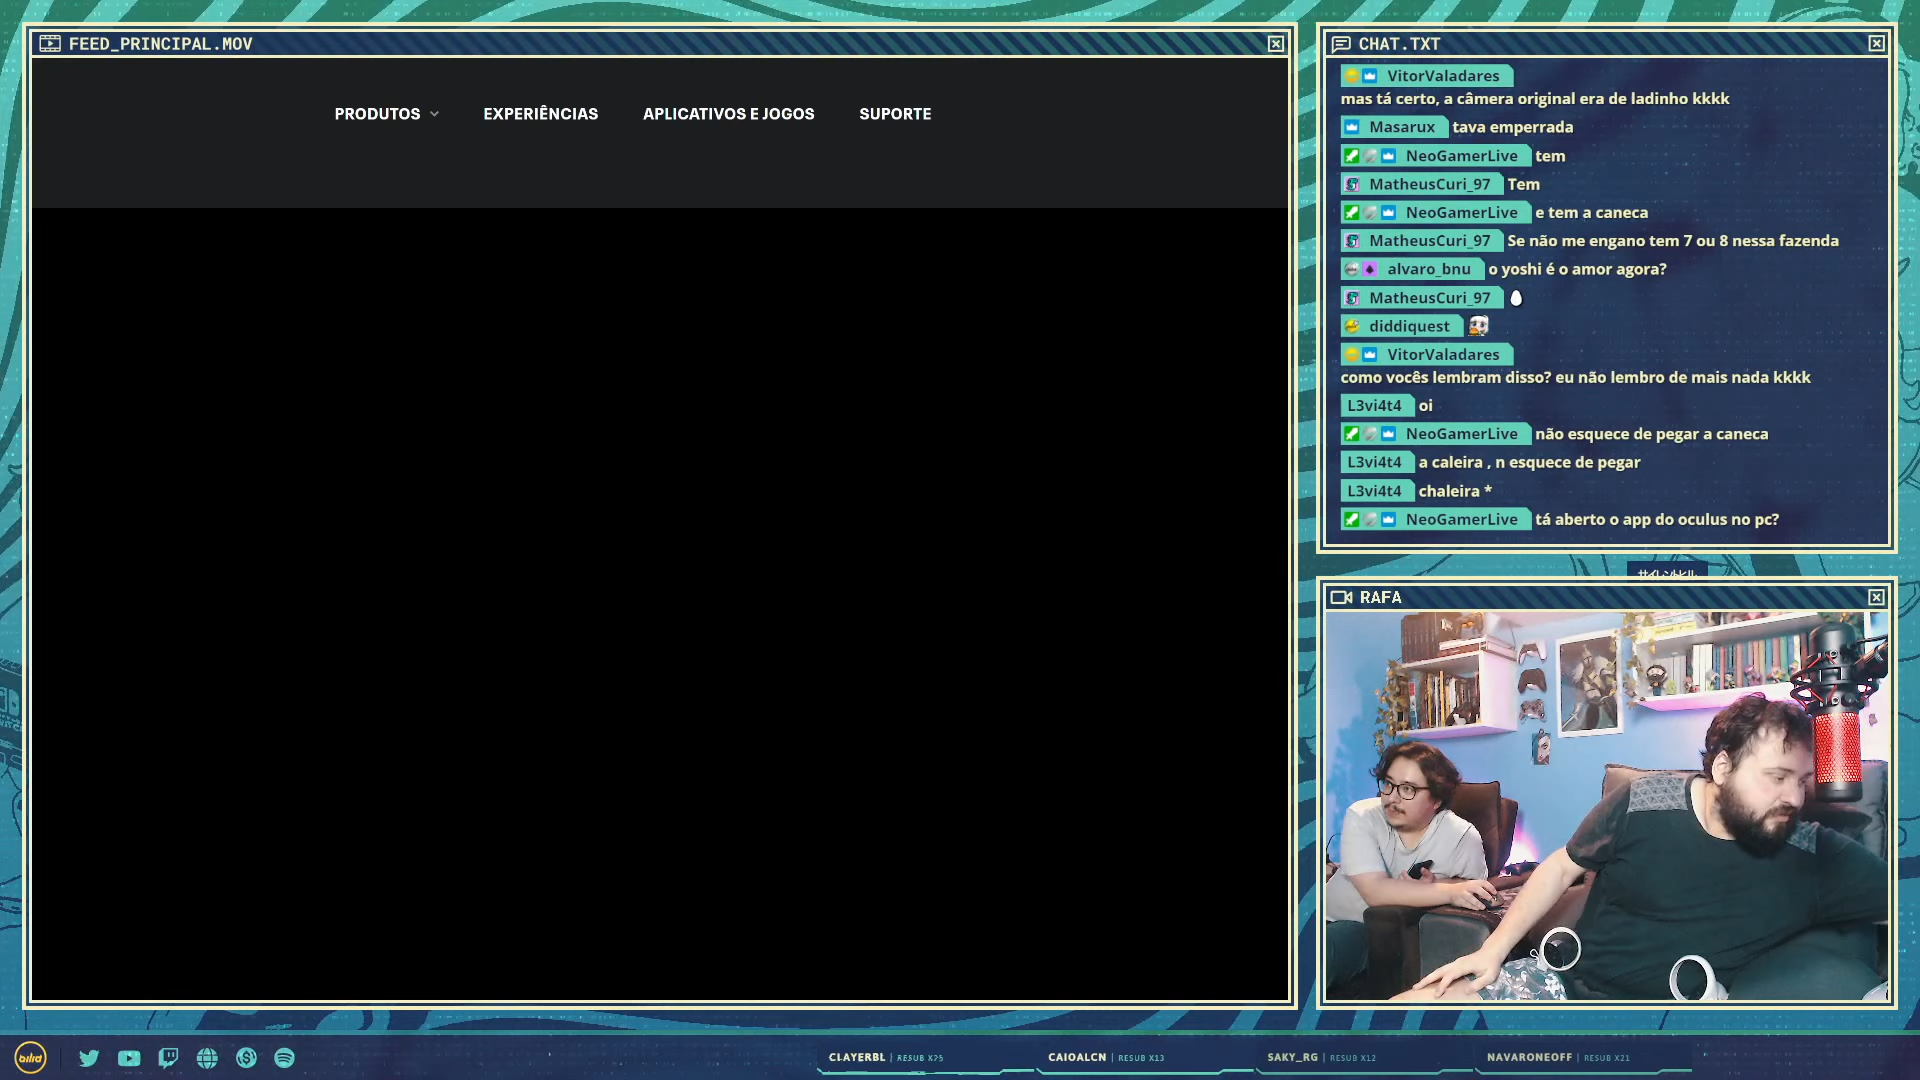 FEED_PRINCIPAL.MOV
PRODUTOS
EXPERIÊNCIAS
APLICATIVOS E JOGOS
SUPORTE
CHAT.TXT
VitorValadares
mas tá certo, a câmera original era de ladinho kkkk
Masarux tava emperrada
NeoGamerLive tem
MatheusCuri_97 Tem
NeoGamerLive e tem a caneca
MatheusCuri_97 Se não me engano tem 7 ou 8 nessa fazenda
alvaro_bnu o yoshi é o amor agora?
MatheusCuri_97
diddiquest
VitorValadares
como vocês lembram disso? eu não lembro de mais nada kkkk
L3vi4t4 oi
NeoGamerLive não esquece de pegar a caneca
L3vi4t4 a caleira , n esquece de pegar
L3vi4t4 chaleira *
NeoGamerLive tá aberto o app do oculus no pc?
RAFA
CLAYERBL | RESUB X25
CAIOALCN | RESUB X13
SAKY_RG | RESUB X12
NAVARONEOFF | RESUB X21